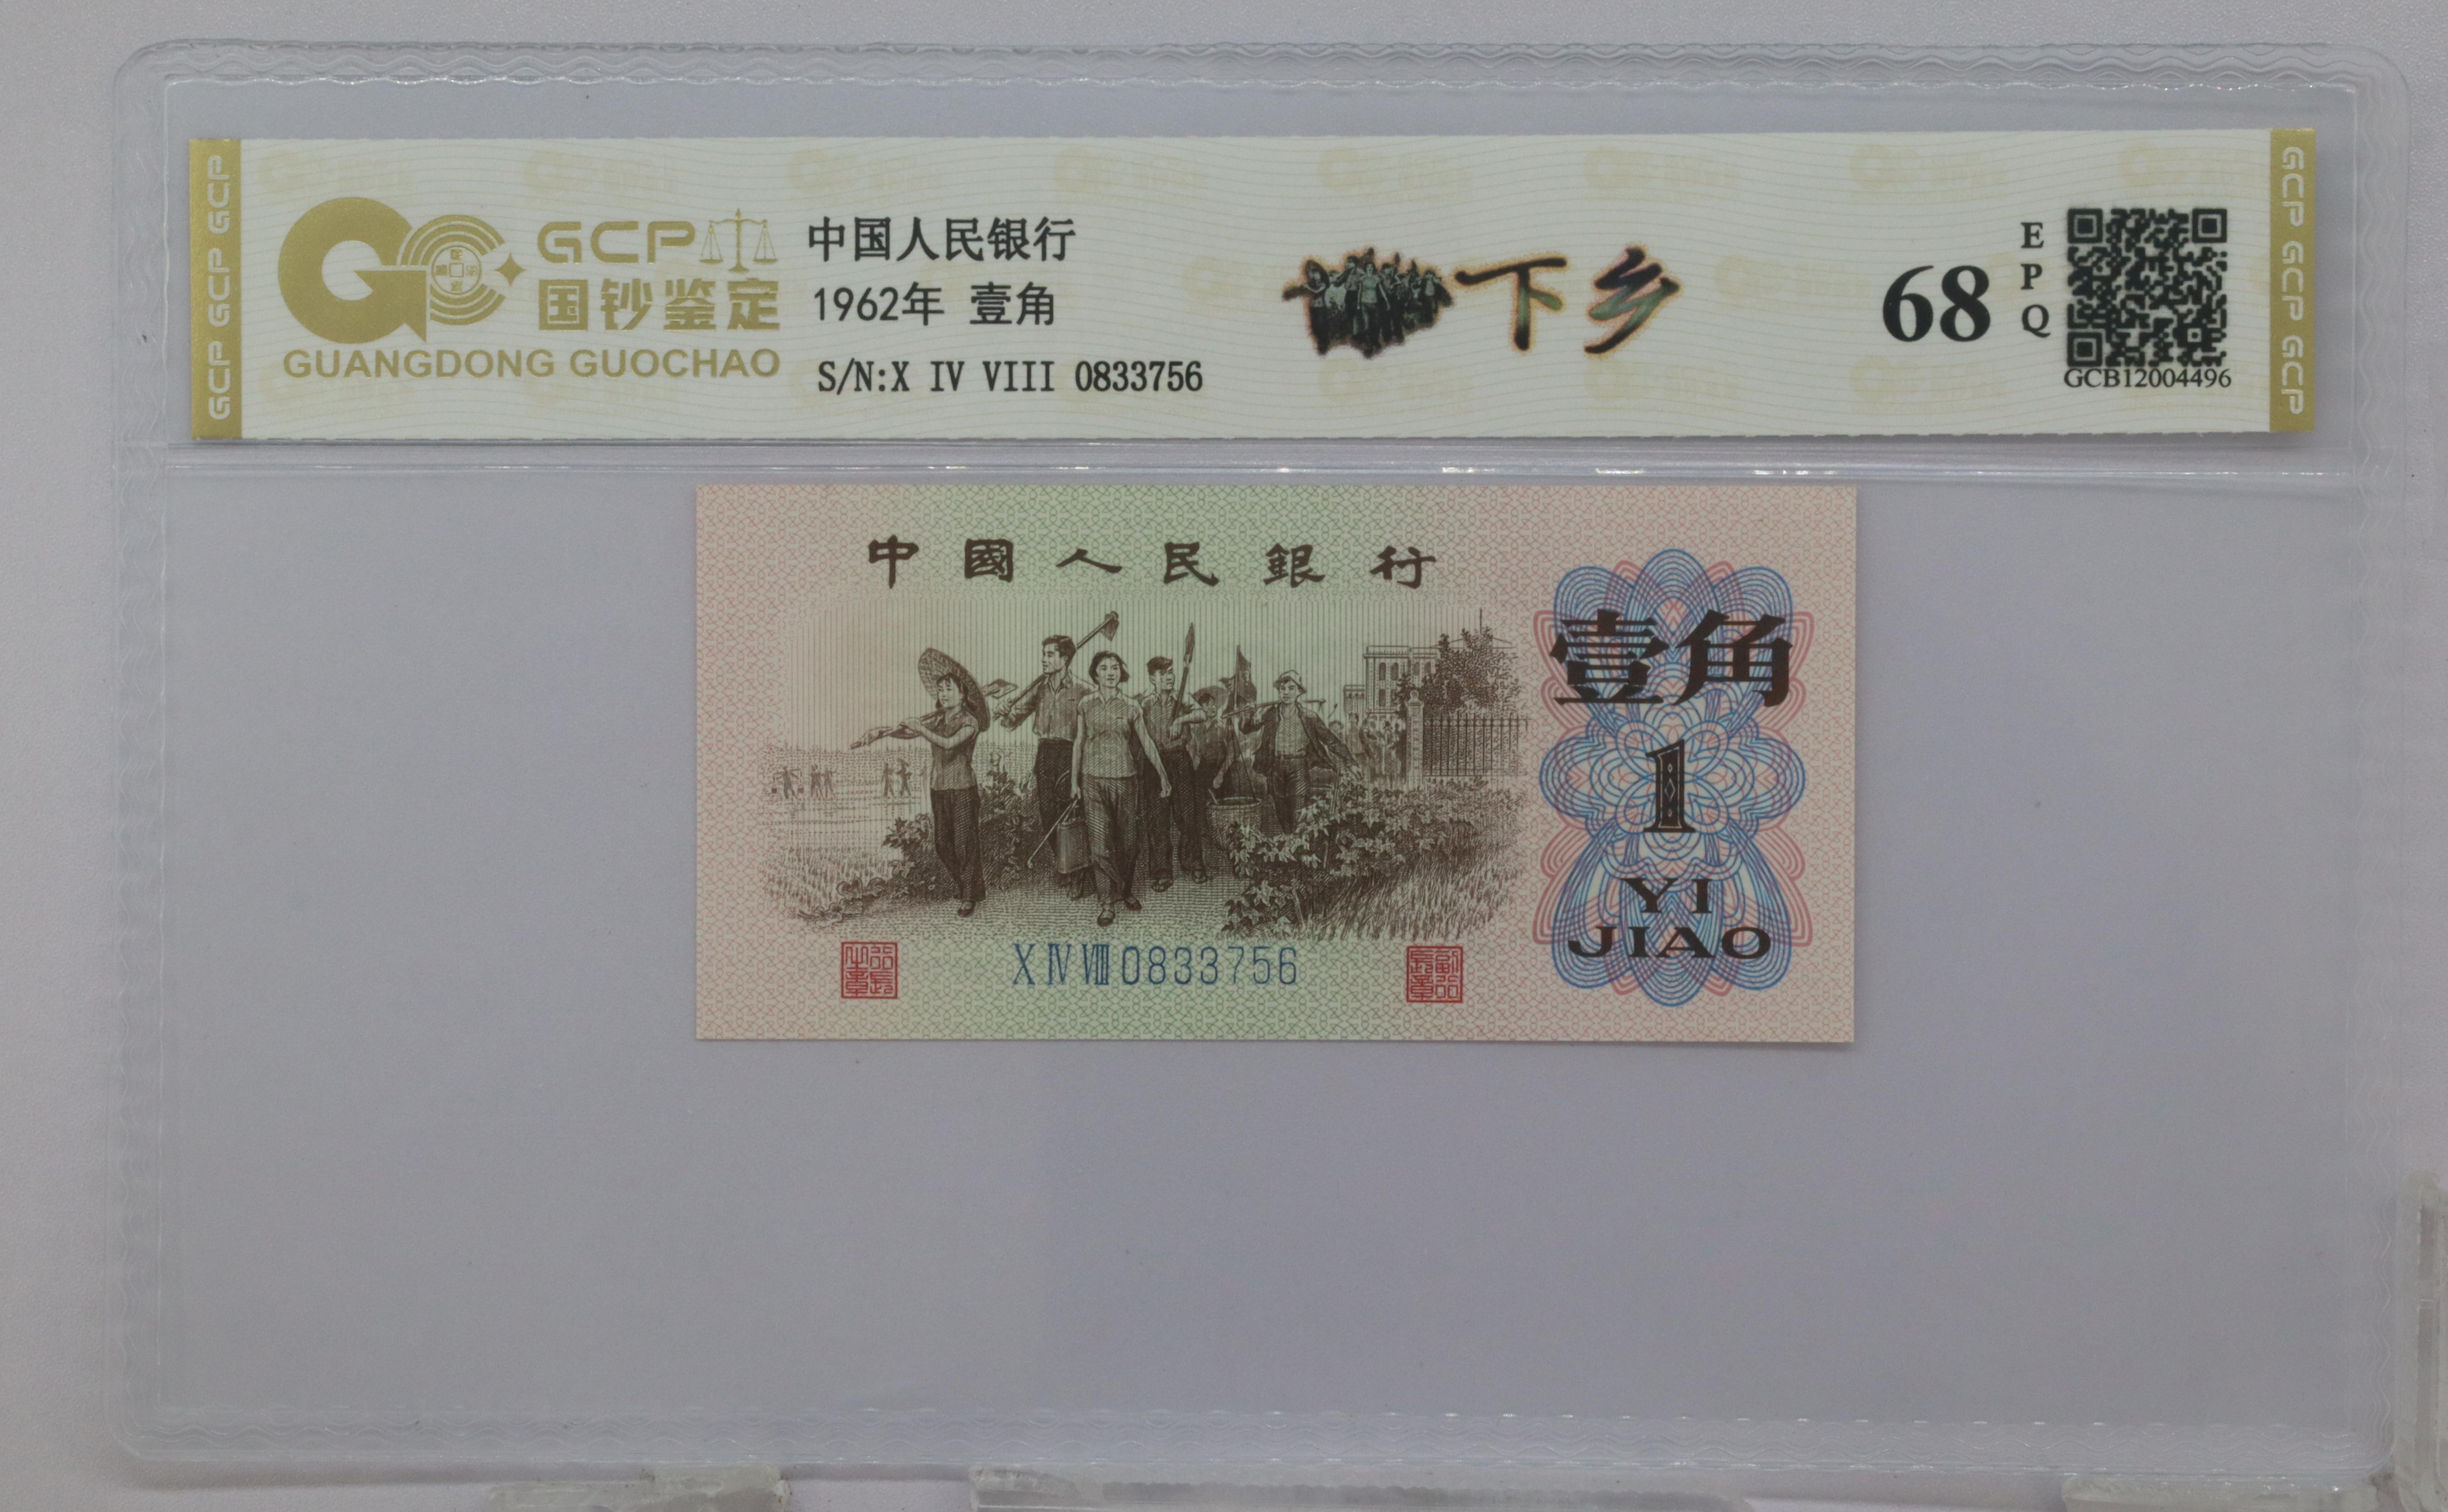 GCP GCP GCP
GCP
国钞鉴定
GUANGDONG GUOCHAO
中国人民银行
1962年 壹角
S/N:X IV VIII 0833756
下乡
68
EPQ
GCB12004496
GCP GCP GCP
中國人民銀行
壹角
1
YI
JIAO
X IV VIII 0833756